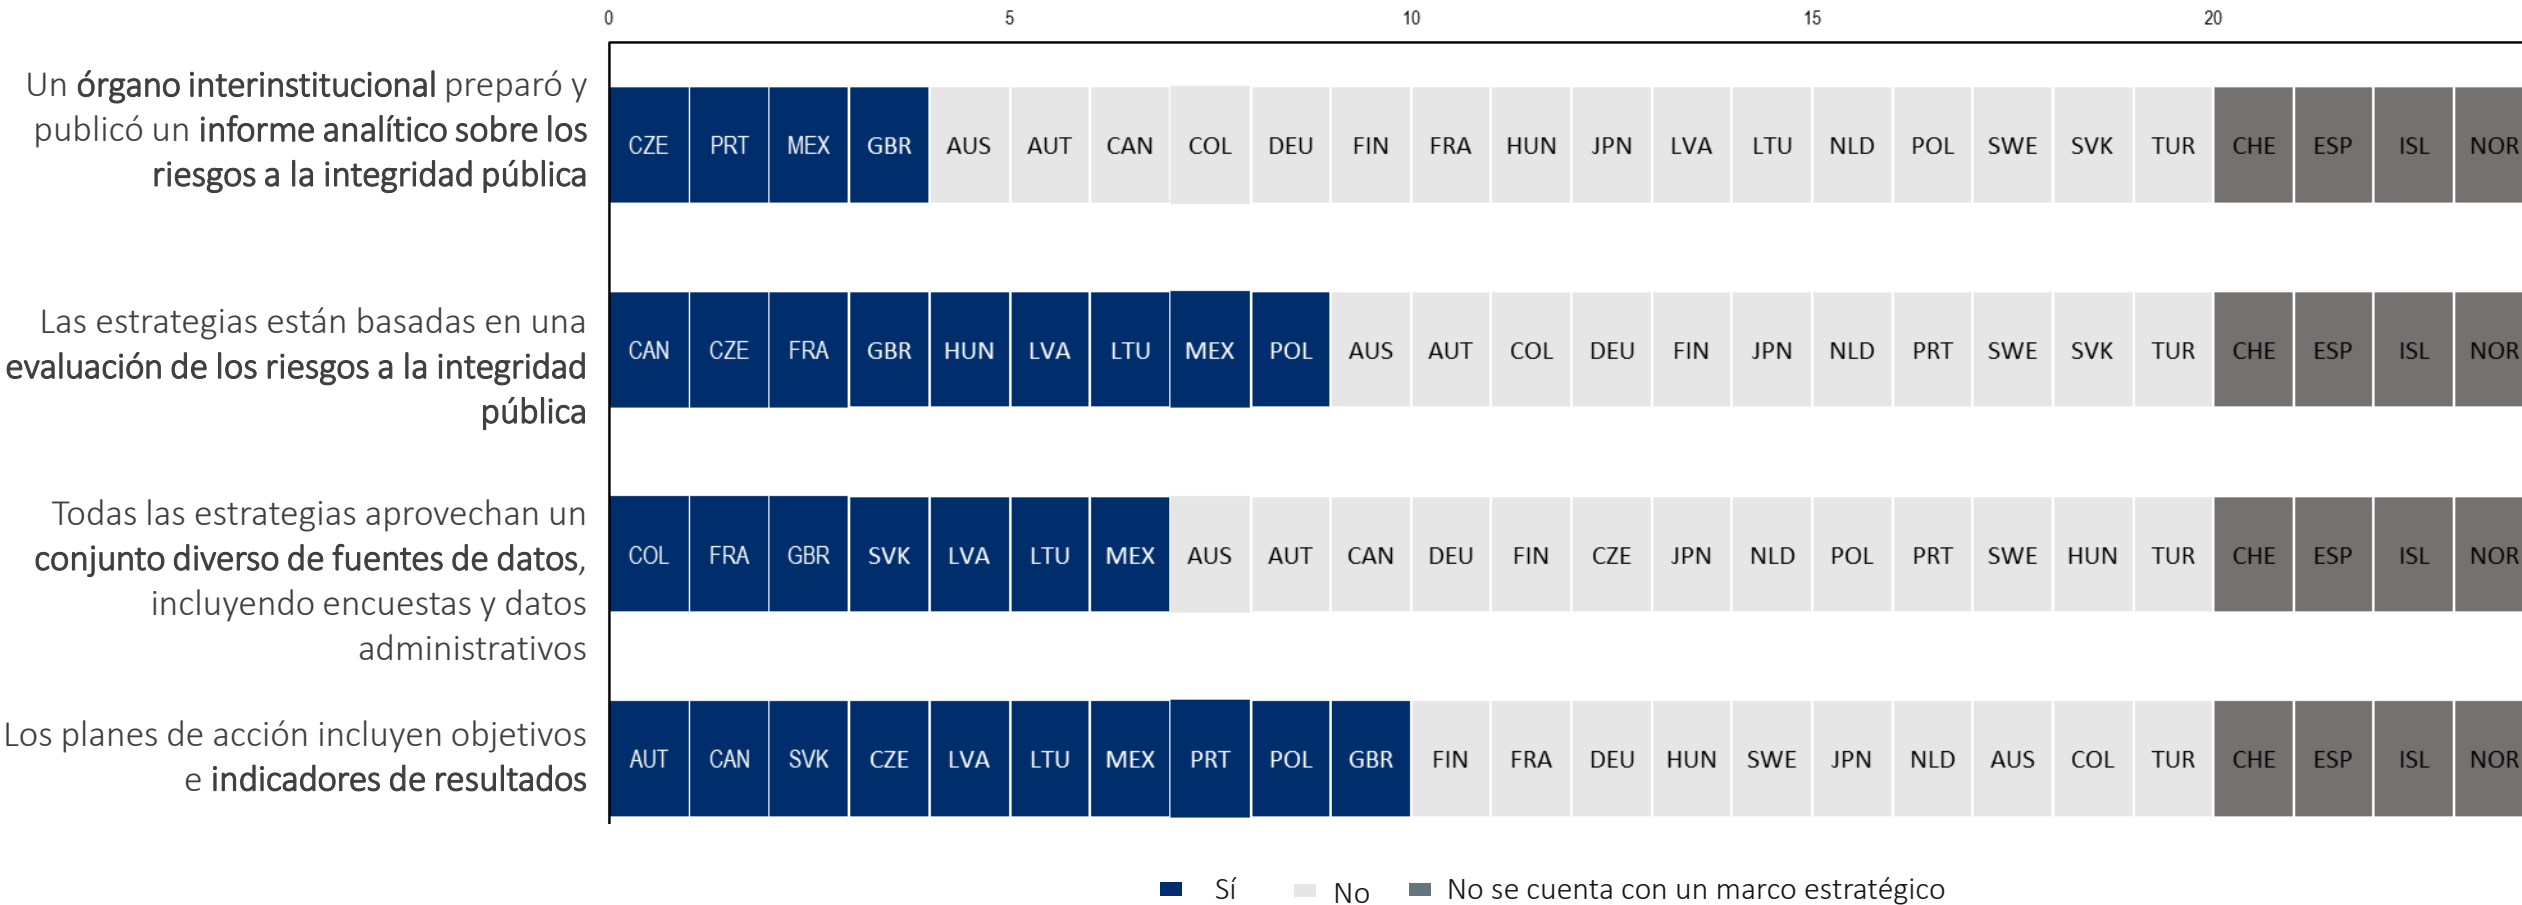 0 5 10 15 20
Un órgano interinstitucional preparó y
publicó un informe analítico sobre los
riesgos a la integridad pública
CZE PRT MEX GBR AUS AUT CAN COL DEU FIN FRA HUN JPN LVA LTU NLD POL SWE SVK TUR CHE ESP ISL NOR
Las estrategias están basadas en una
evaluación de los riesgos a la integridad
pública
CAN CZE FRA GBR HUN LVA LTU MEX POL AUS AUT COL DEU FIN JPN NLD PRT SWE SVK TUR CHE ESP ISL NOR
Todas las estrategias aprovechan un
conjunto diverso de fuentes de datos,
incluyendo encuestas y datos
administrativos
COL FRA GBR SVK LVA LTU MEX AUS AUT CAN DEU FIN CZE JPN NLD POL PRT SWE HUN TUR CHE ESP ISL NOR
Los planes de acción incluyen objetivos
e indicadores de resultados
AUT CAN SVK CZE LVA LTU MEX PRT POL GBR FIN FRA DEU HUN SWE JPN NLD AUS COL TUR CHE ESP ISL NOR
Sí No No se cuenta con un marco estratégico